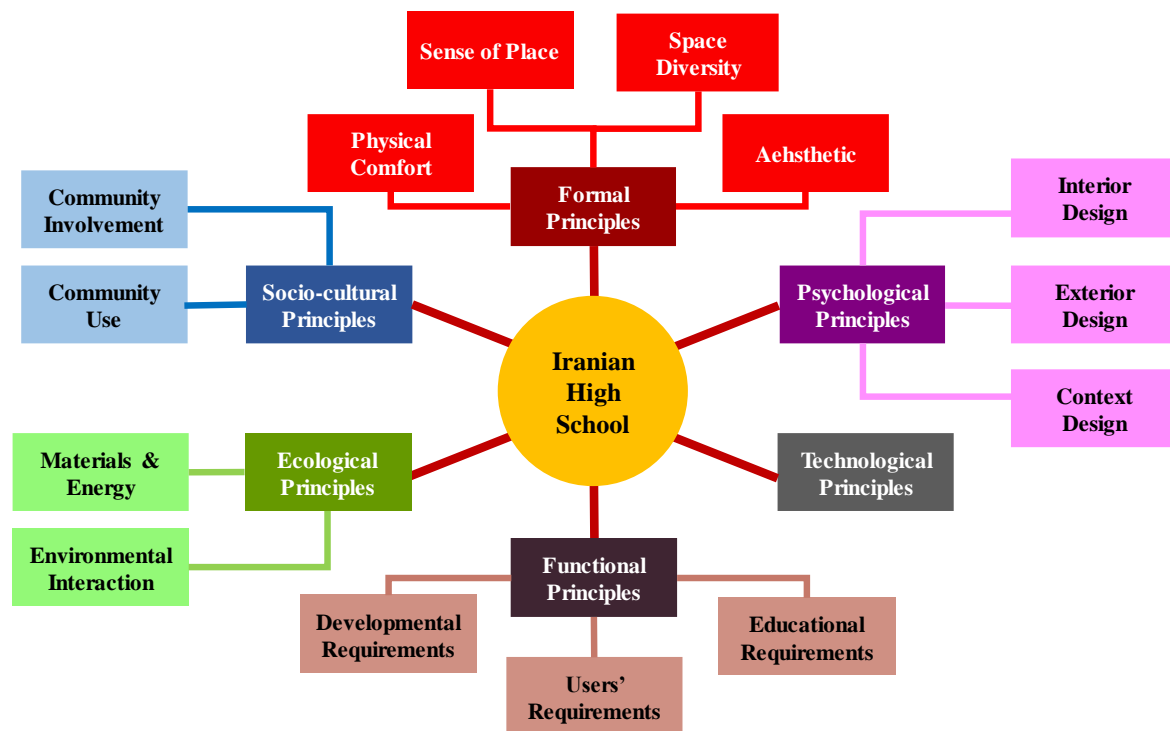 Sense of Place
Space
Diversity
Physical
Comfort
Aehsthetic
Formal
Principles
Community
Involvement
Interior
Design
Community
Use
Socio-cultural
Principles
Psychological
Principles
Exterior
Design
Iranian
High
School
Context
Design
Materials &
Energy
Ecological
Principles
Technological
Principles
Environmental
Interaction
Functional
Principles
Developmental
Requirements
Educational
Requirements
Users’
Requirements